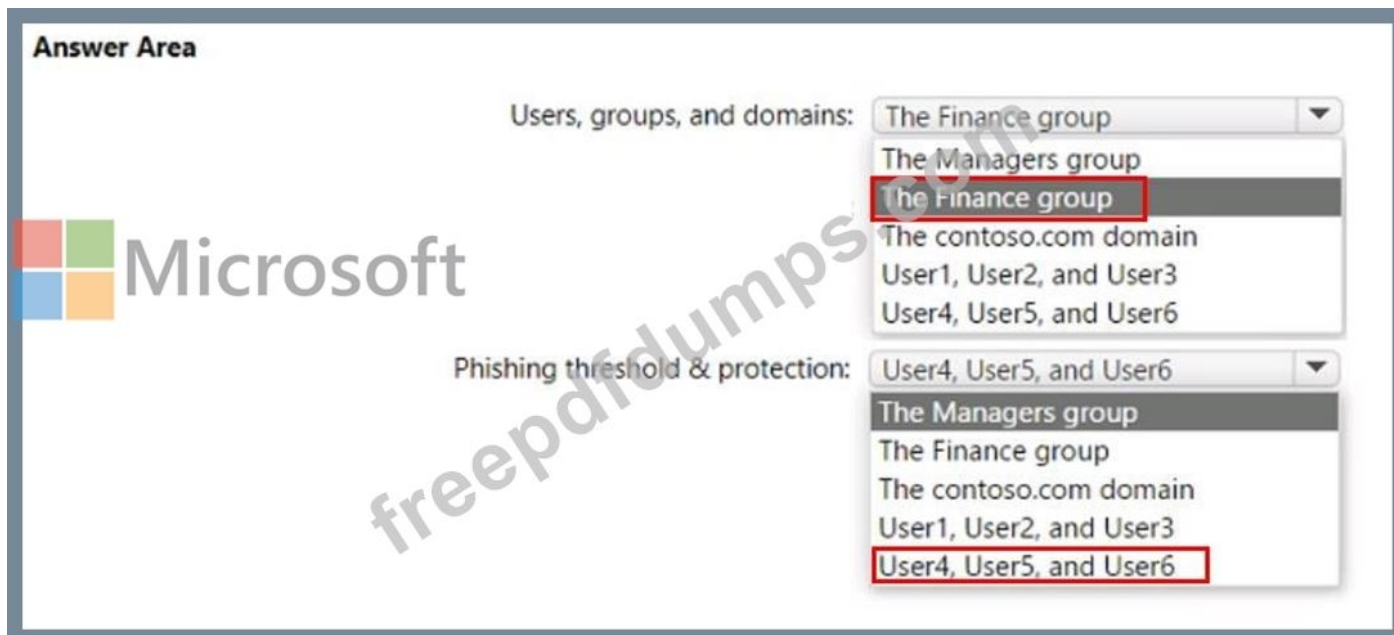 Answer Area
Users, groups, and domains: The Finance group
The Managers group
The Finance group
The contoso.com domain
User1, User2, and User3
User4, User5, and User6
Microsoft
Phishing threshold & protection: User4, User5, and User6
The Managers group
The Finance group
The contoso.com domain
User1, User2, and User3
User4, User5, and User6
freepdfdumps.com